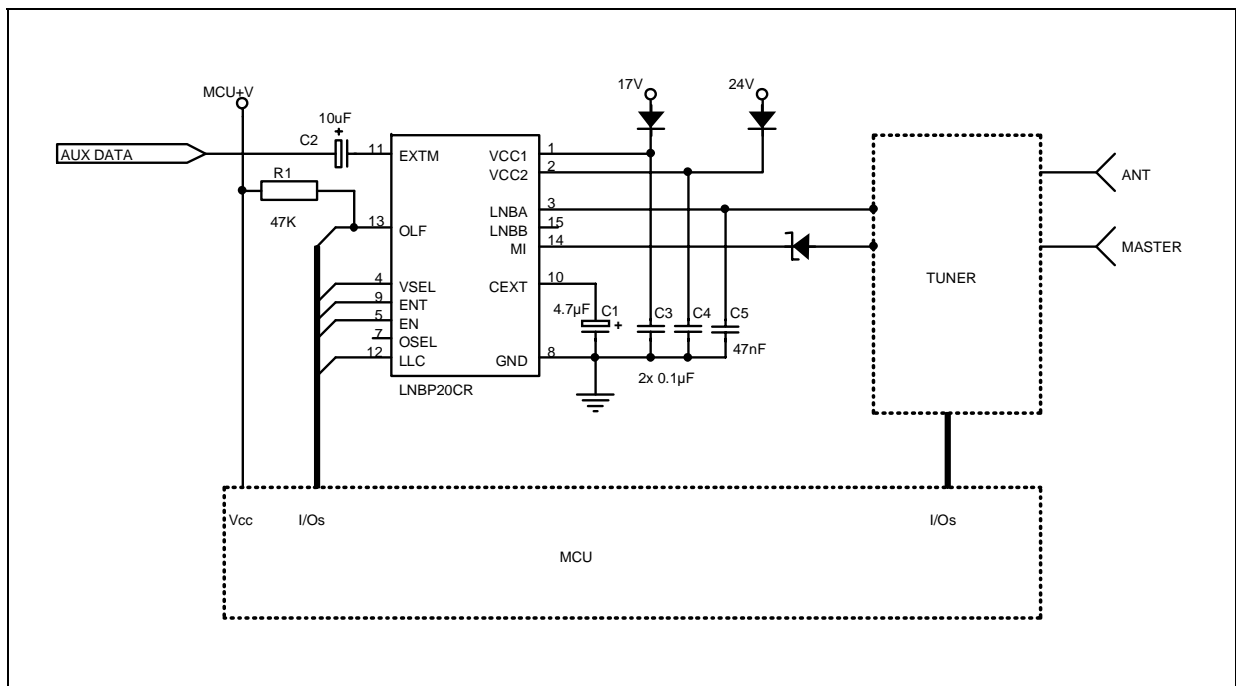 17V
24V
MCU+V
10uF
+
C2
AUX DATA
11
EXTM
VCC1
1
VCC2
2
ANT
R1
47K
13
OLF
LNBA
3
LNBB
15
MI
14
MASTER
TUNER
4
VSEL
CEXT
10
9
ENT
5
EN
7
OSEL
12
LLC
GND
8
4.7µF
C1
+
C3
C4
C5
47nF
2x 0.1µF
LNBP20CR
Vcc
I/Os
I/Os
MCU